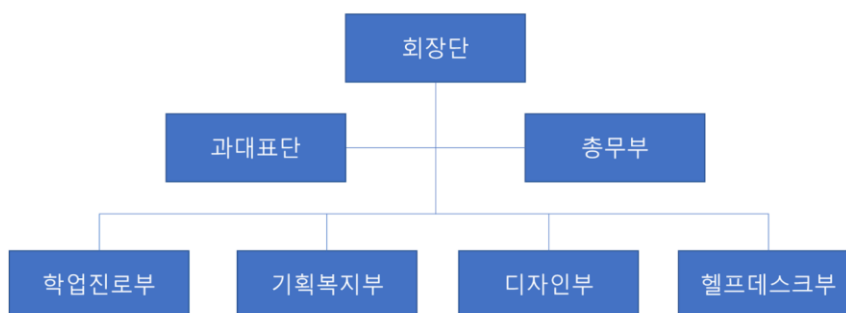 회장단
과대표단
총무부
학업진로부
기획복지부
디자인부
헬프데스크부